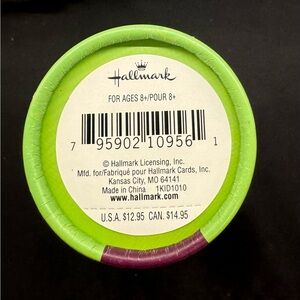 Hallmark
FOR AGES 8+/POUR 8+
7 95902 10956 1
© Hallmark Licensing, Inc.
Mfd. for/Fabriqué pour Hallmark Cards, Inc.
Kansas City, MO 64141
Made in China 1KID1010
www.hallmark.com
U.S.A. $12.95 CAN. $14.95